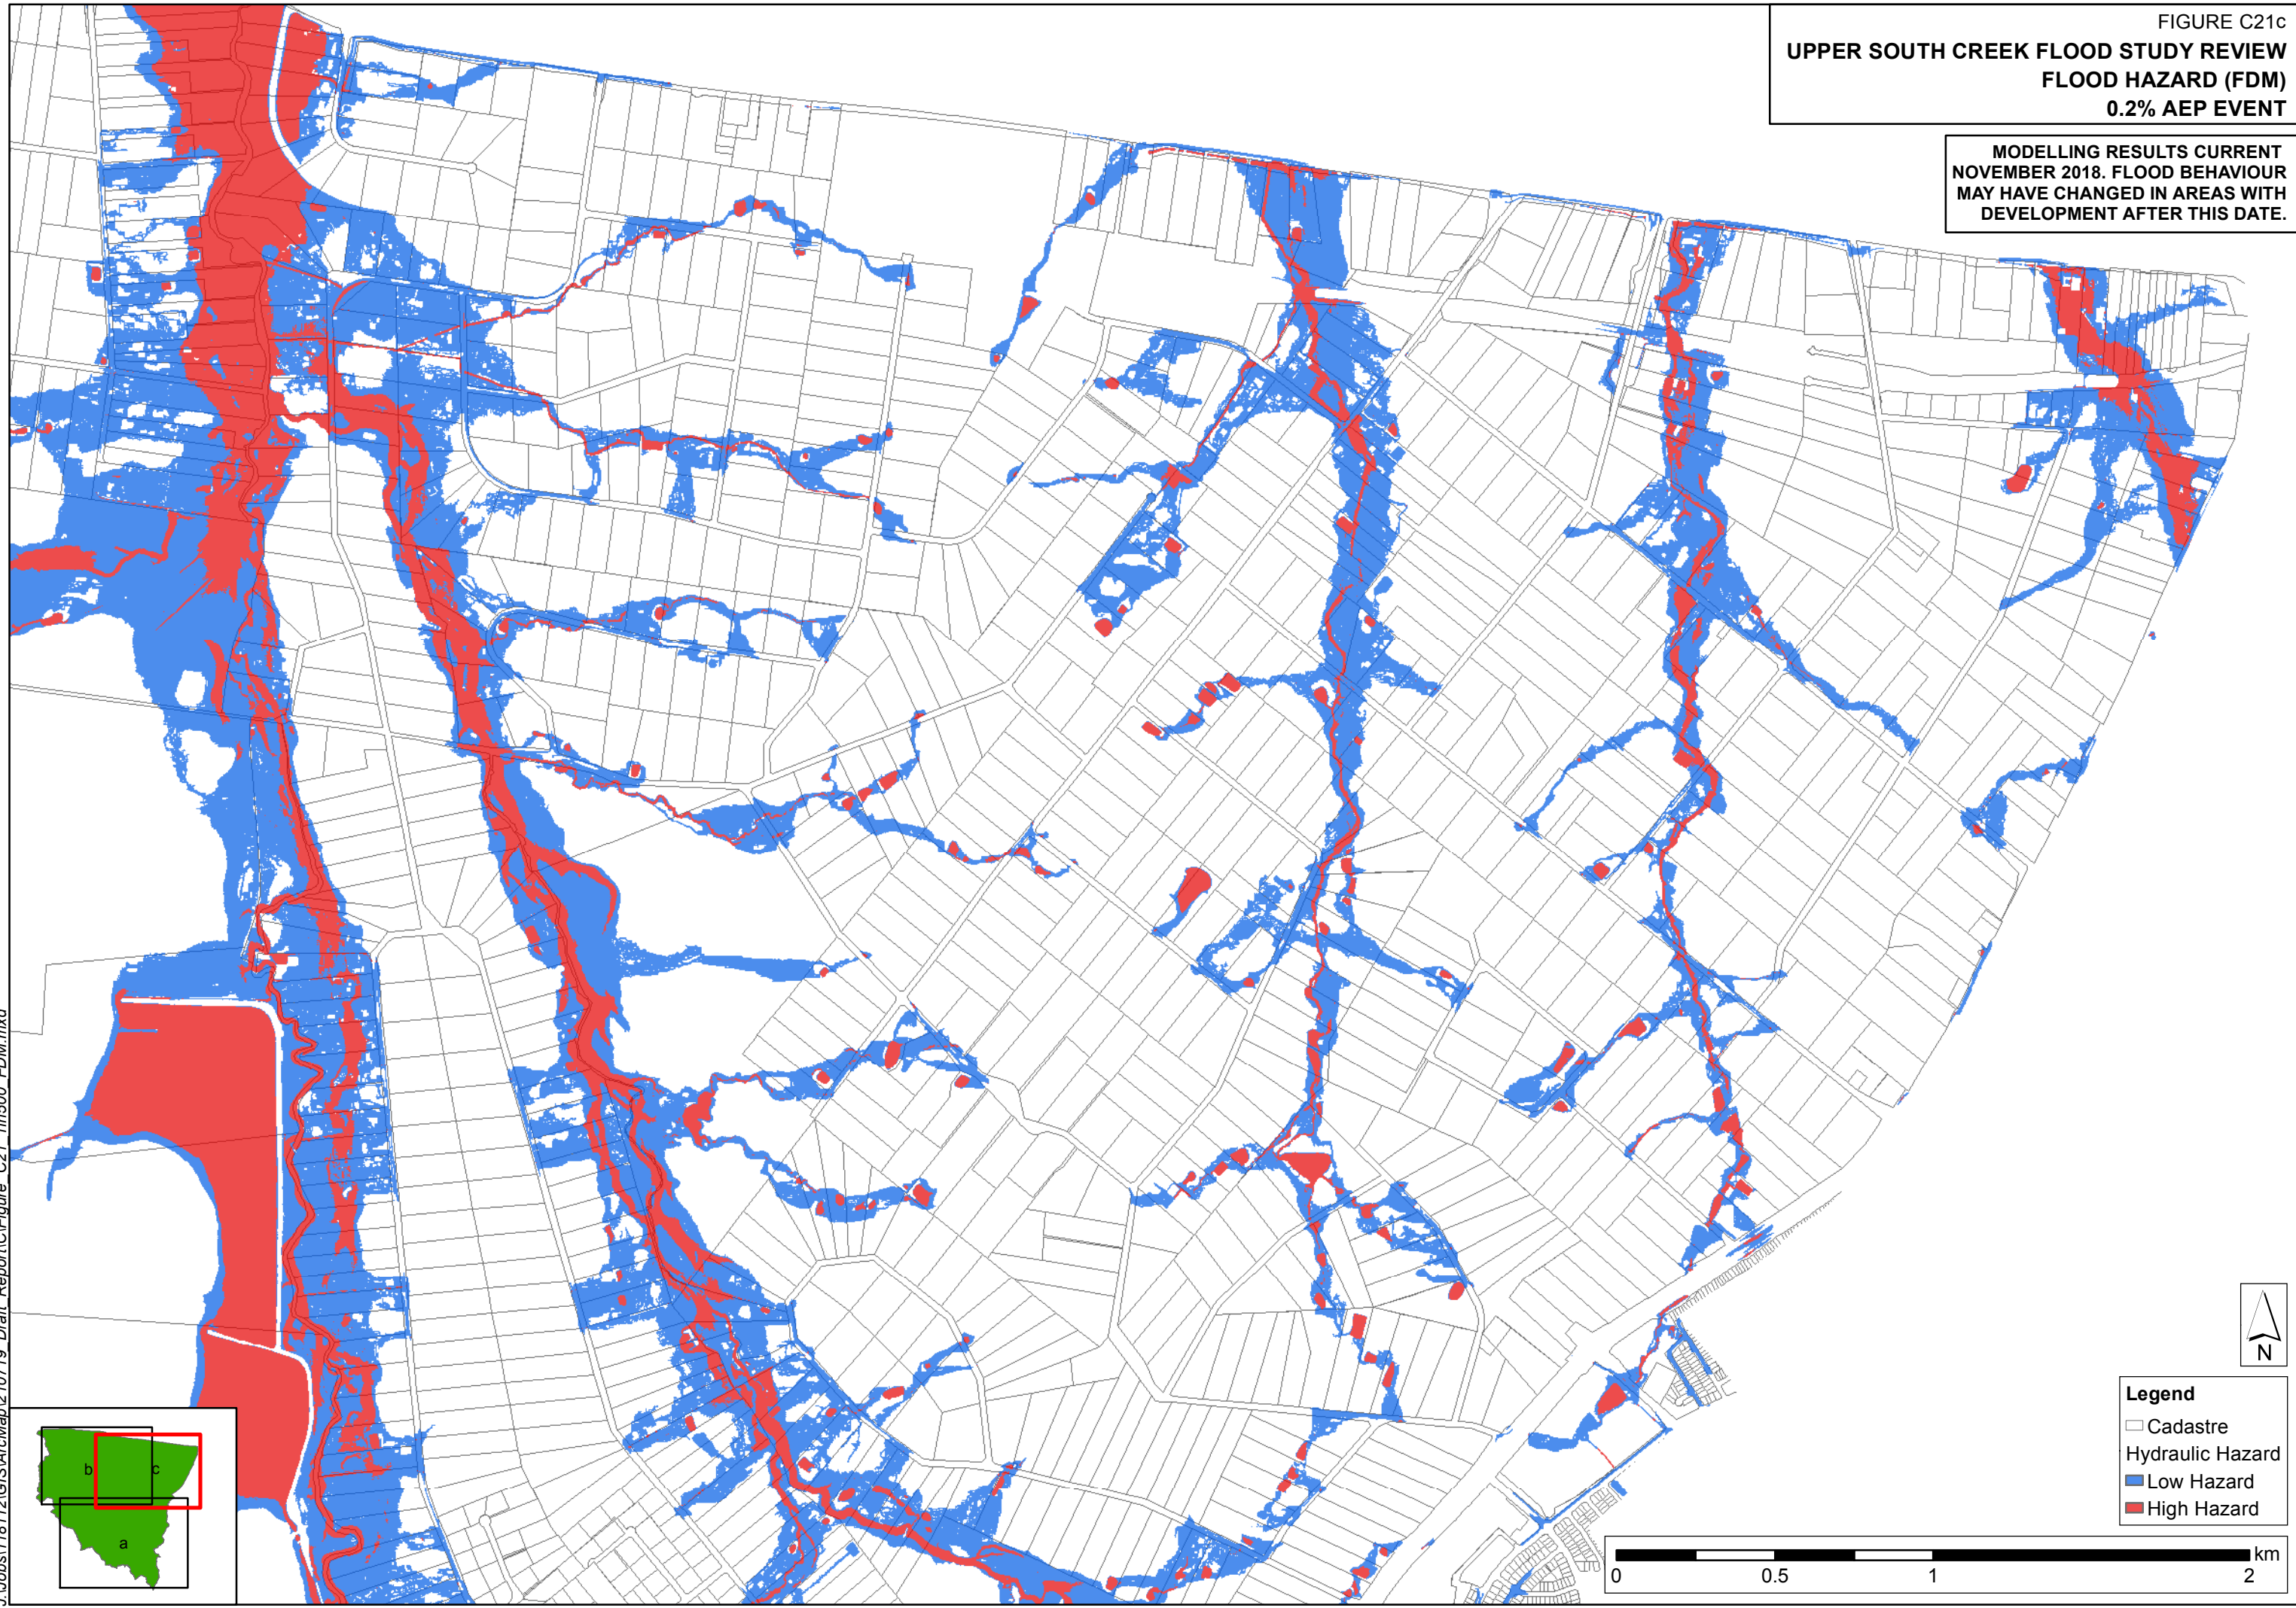 FIGURE C21c
UPPER SOUTH CREEK FLOOD STUDY REVIEW
FLOOD HAZARD (FDM)
0.2% AEP EVENT
MODELLING RESULTS CURRENT
NOVEMBER 2018. FLOOD BEHAVIOUR
MAY HAVE CHANGED IN AREAS WITH
DEVELOPMENT AFTER THIS DATE.
N
Legend
Cadastre
Hydraulic Hazard
Low Hazard
High Hazard
km
0 0.5 1 2
b c
a